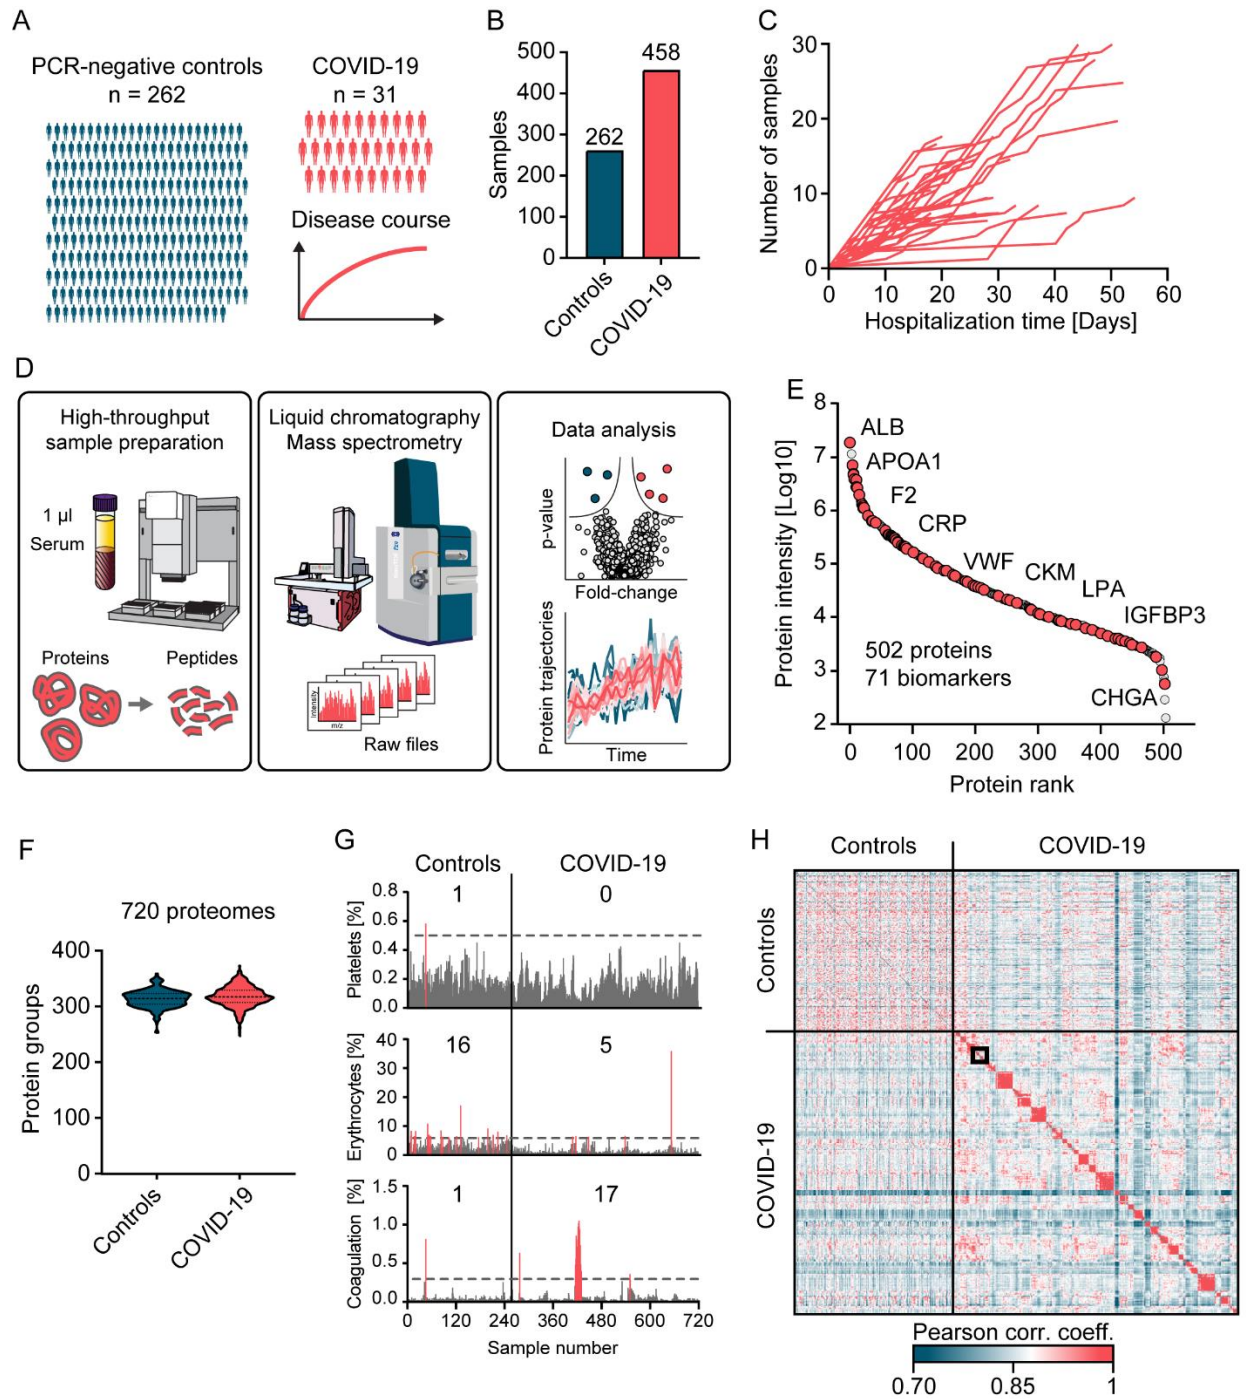 A
PCR-negative controls
n = 262
COVID-19
n = 31
Disease course
B
Samples
500
400
300
200
100
0
262
458
Controls
COVID-19
C
Number of samples
30
20
10
0
0 10 20 30 40 50 60
Hospitalization time [Days]
D
High-throughput
sample preparation
1 µl
Serum
Proteins
Peptides
Liquid chromatography
Mass spectrometry
Intensity
m/z
Raw files
Data analysis
p-value
Fold-change
Protein trajectories
Time
E
Protein intensity [Log10]
8
7
6
5
4
3
2
ALB
APOA1
F2
CRP
VWF
CKM
LPA
IGFBP3
502 proteins
71 biomarkers
CHGA
0 100 200 300 400 500
Protein rank
F
720 proteomes
Protein groups
400
300
200
100
0
Controls
COVID-19
G
Controls
COVID-19
Platelets [%]
0.8
0.6
0.4
0.2
0.0
1
0
Erythrocytes [%]
40
30
20
10
0
16
5
Coagulation [%]
1.5
1.0
0.5
0.0
1
17
0 120 240 360 480 600 720
Sample number
H
Controls
COVID-19
Controls
COVID-19
Pearson corr. coeff.
0.70 0.85 1